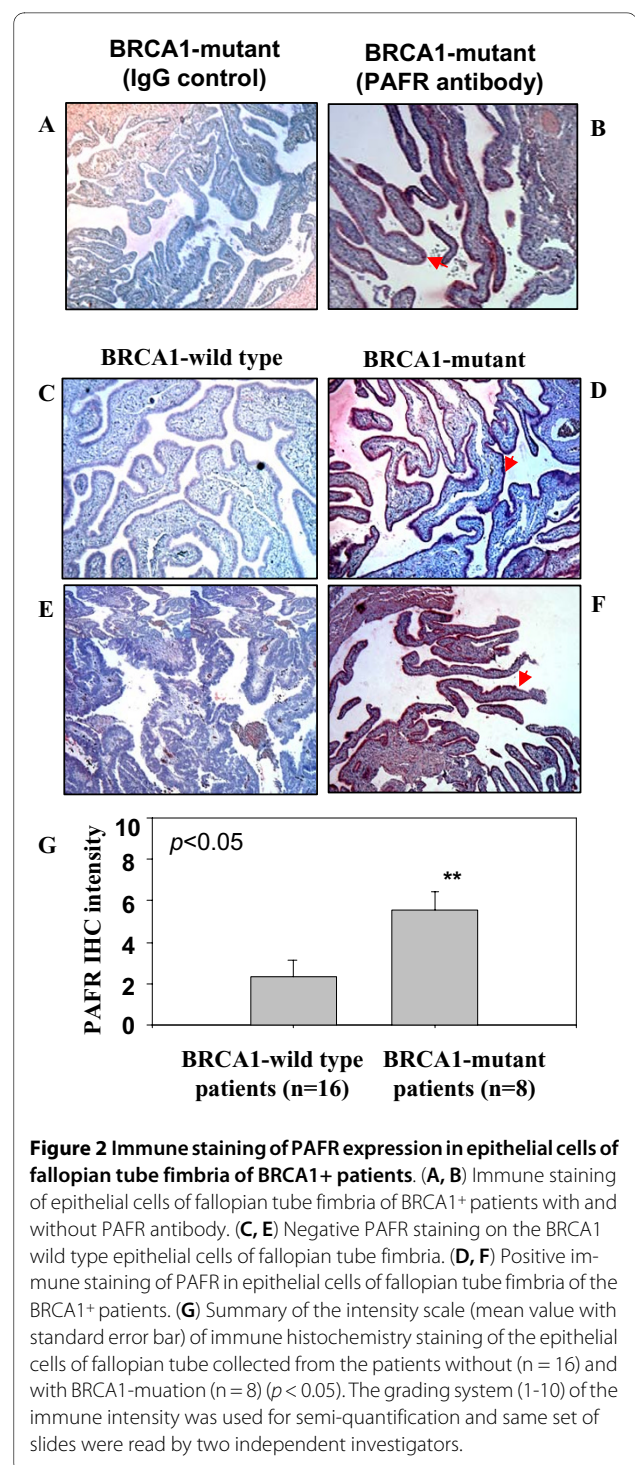 BRCA1-mutant
(IgG control)
BRCA1-mutant
(PAFR antibody)
A
B
BRCA1-wild type
BRCA1-mutant
C
D
E
F
G
PAFR IHC intensity
10
8
6
4
2
0
p<0.05
**
BRCA1-wild type
patients (n=16)
BRCA1-mutant
patients (n=8)
Figure 2 Immune staining of PAFR expression in epithelial cells of
fallopian tube fimbria of BRCA1+ patients. (A, B) Immune staining
of epithelial cells of fallopian tube fimbria of BRCA1⁺ patients with and
without PAFR antibody. (C, E) Negative PAFR staining on the BRCA1
wild type epithelial cells of fallopian tube fimbria. (D, F) Positive im-
mune staining of PAFR in epithelial cells of fallopian tube fimbria of the
BRCA1⁺ patients. (G) Summary of the intensity scale (mean value with
standard error bar) of immune histochemistry staining of the epithelial
cells of fallopian tube collected from the patients without (n = 16) and
with BRCA1-muation (n = 8) (p < 0.05). The grading system (1-10) of the
immune intensity was used for semi-quantification and same set of
slides were read by two independent investigators.